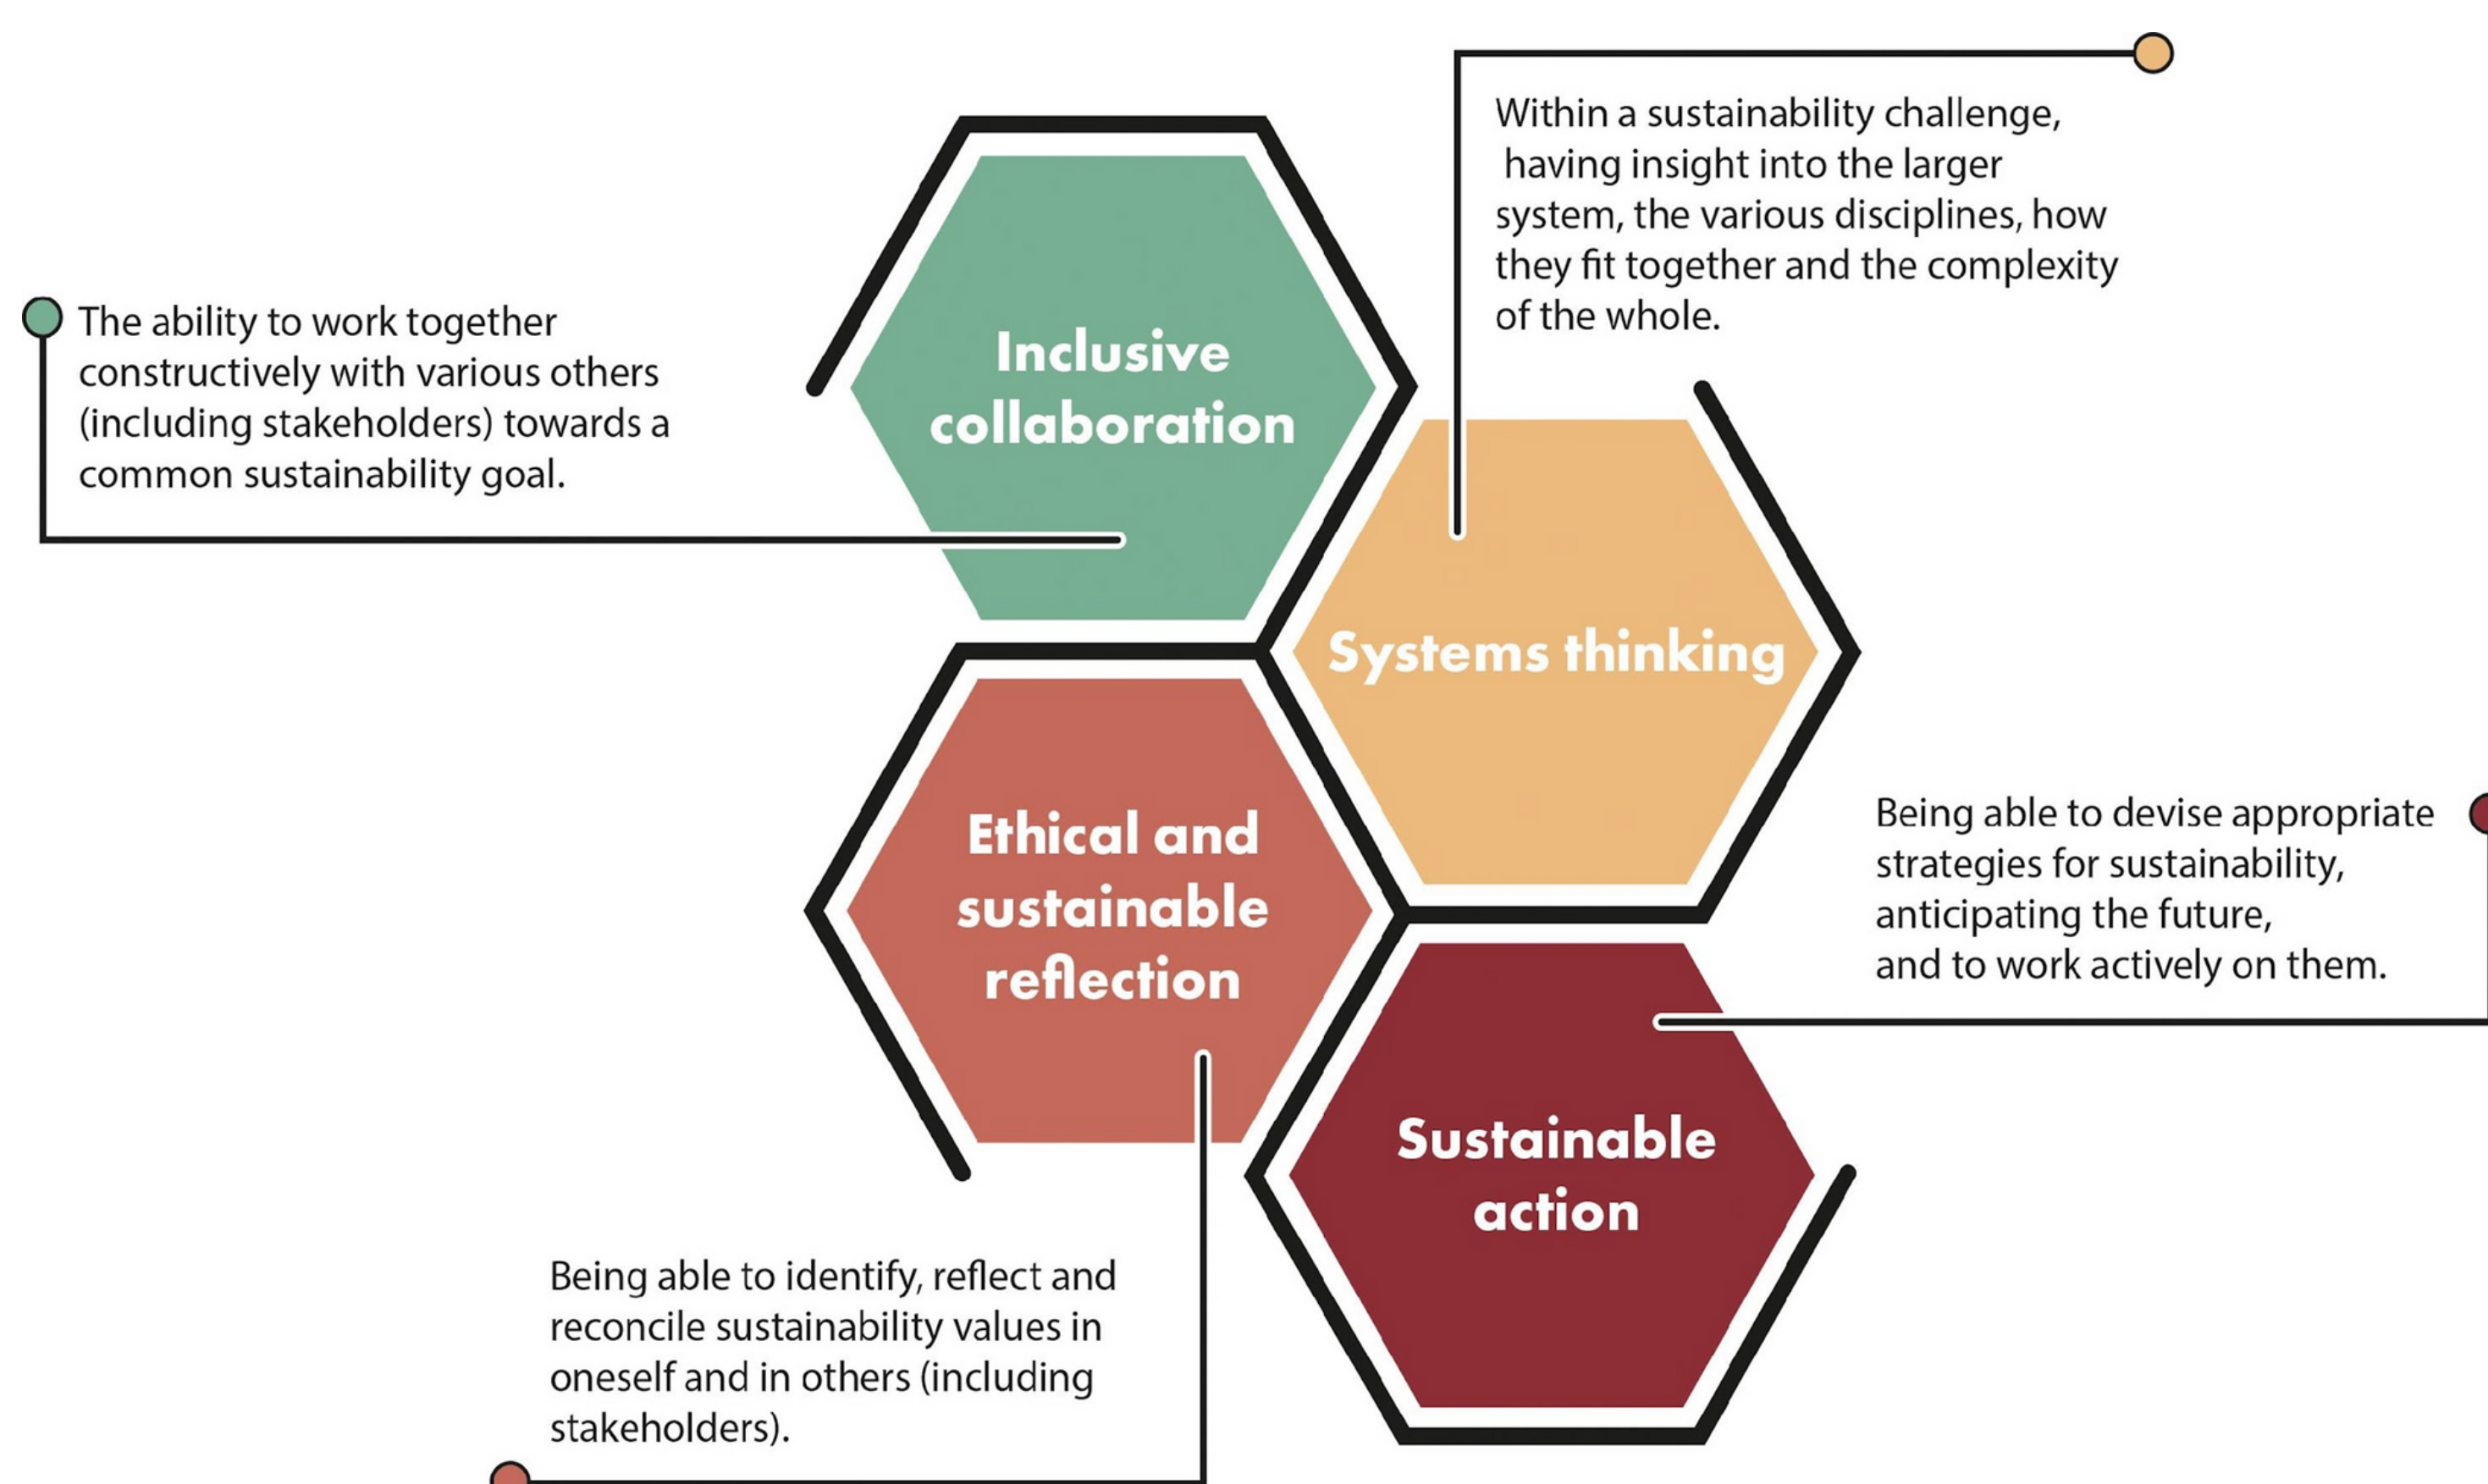 Within a sustainability challenge,
having insight into the larger
system, the various disciplines, how
they fit together and the complexity
of the whole.
The ability to work together
constructively with various others
(including stakeholders) towards a
common sustainability goal.
Inclusive
collaboration
Systems thinking
Ethical and
sustainable
reflection
Being able to devise appropriate
strategies for sustainability,
anticipating the future,
and to work actively on them.
Sustainable
action
Being able to identify, reflect and
reconcile sustainability values in
oneself and in others (including
stakeholders).